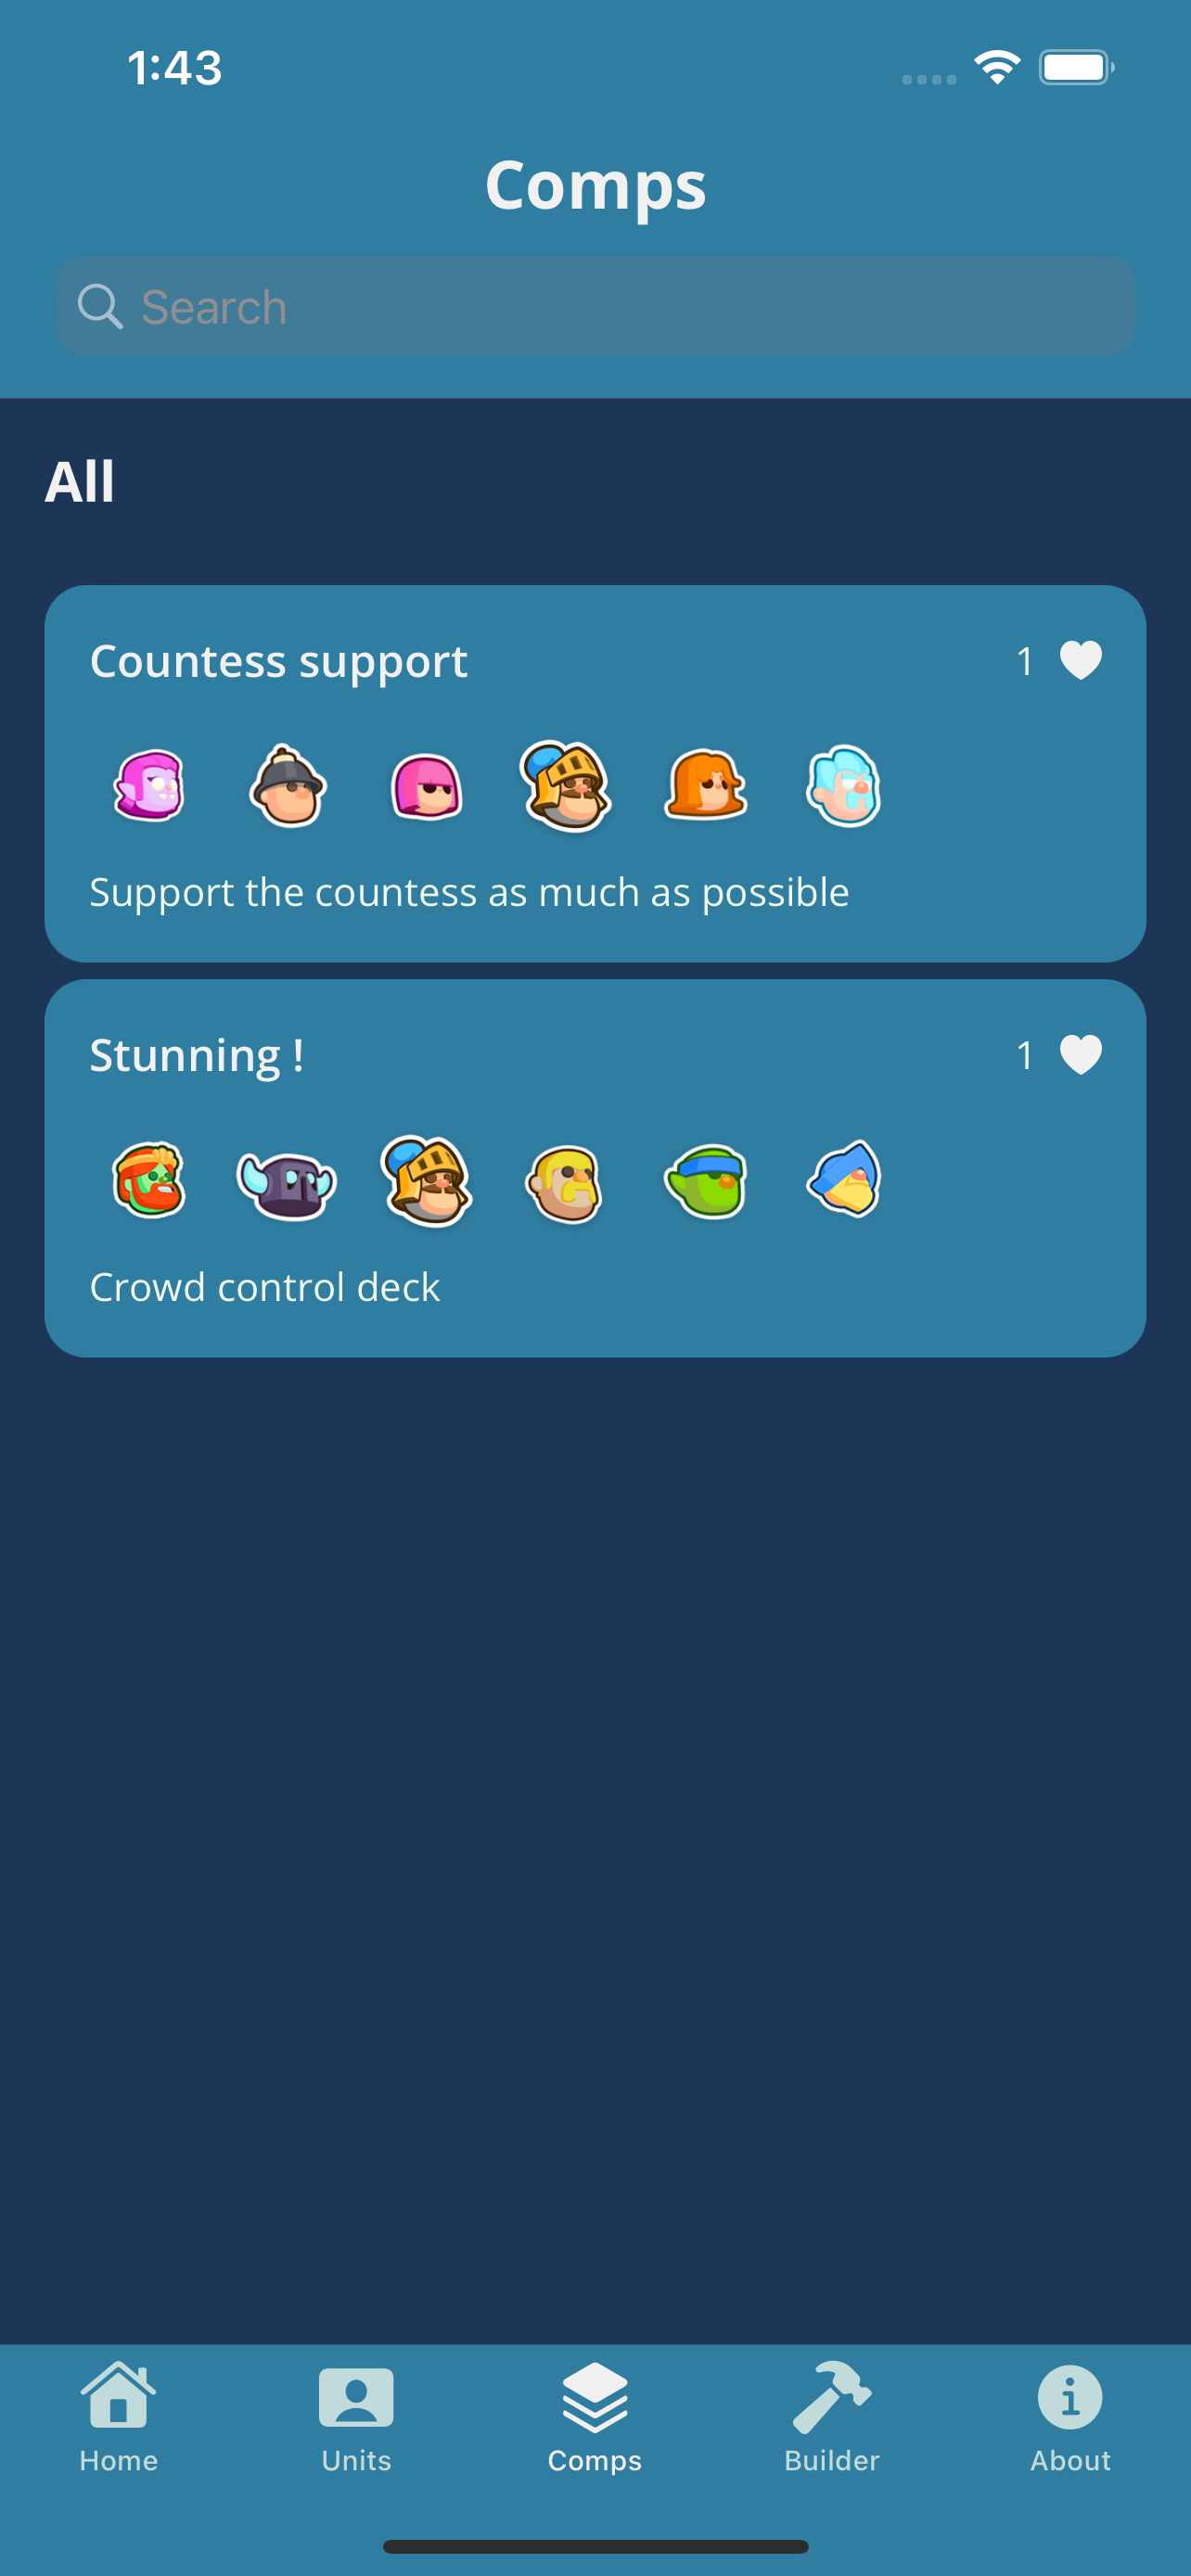 1:43
Comps
Search
All
Countess support 1
Support the countess as much as possible
Stunning ! 1
Crowd control deck
Home Units Comps Builder About